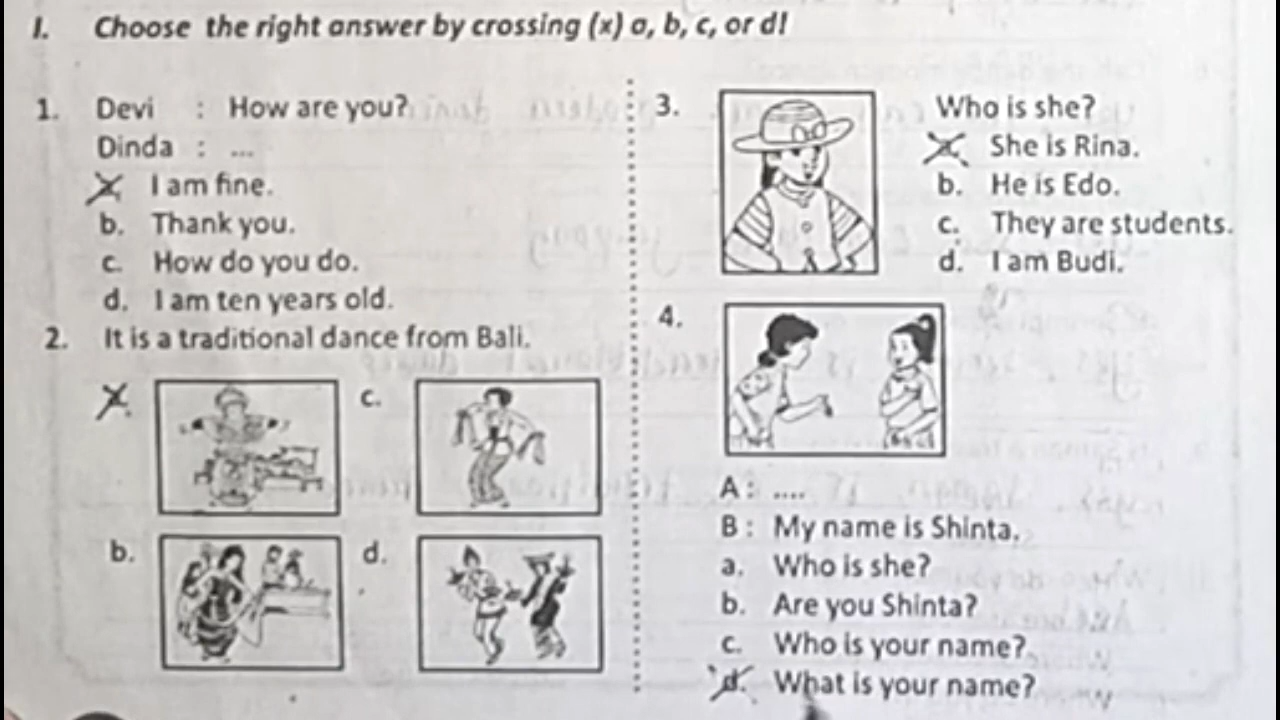 I. Choose the right answer by crossing (x) a, b, c, or d!
1. Devi : How are you?
Dinda : ...
a. I am fine.
b. Thank you.
c. How do you do.
d. I am ten years old.
2. It is a traditional dance from Bali.
a.
c.
b.
d.
3. Who is she?
a. She is Rina.
b. He is Edo.
c. They are students.
d. I am Budi.
4.
A : ....
B : My name is Shinta.
a. Who is she?
b. Are you Shinta?
c. Who is your name?
d. What is your name?